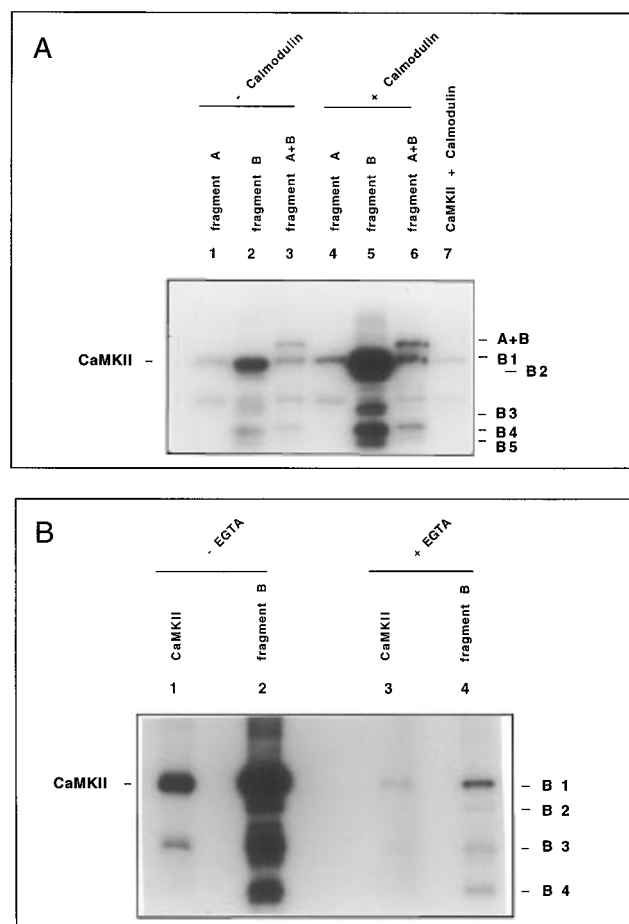 A
- Calmodulin
+ Calmodulin
fragment A
fragment B
fragment A+B
fragment A
fragment B
fragment A+B
CaMKII + Calmodulin
1 2 3 4 5 6 7
CaMKII -
- A+B
- B1
- B2
- B3
- B4
- B5
B
- EGTA
+ EGTA
CaMKII
fragment B
CaMKII
fragment B
1 2 3 4
CaMKII -
- B 1
- B 2
- B 3
- B 4